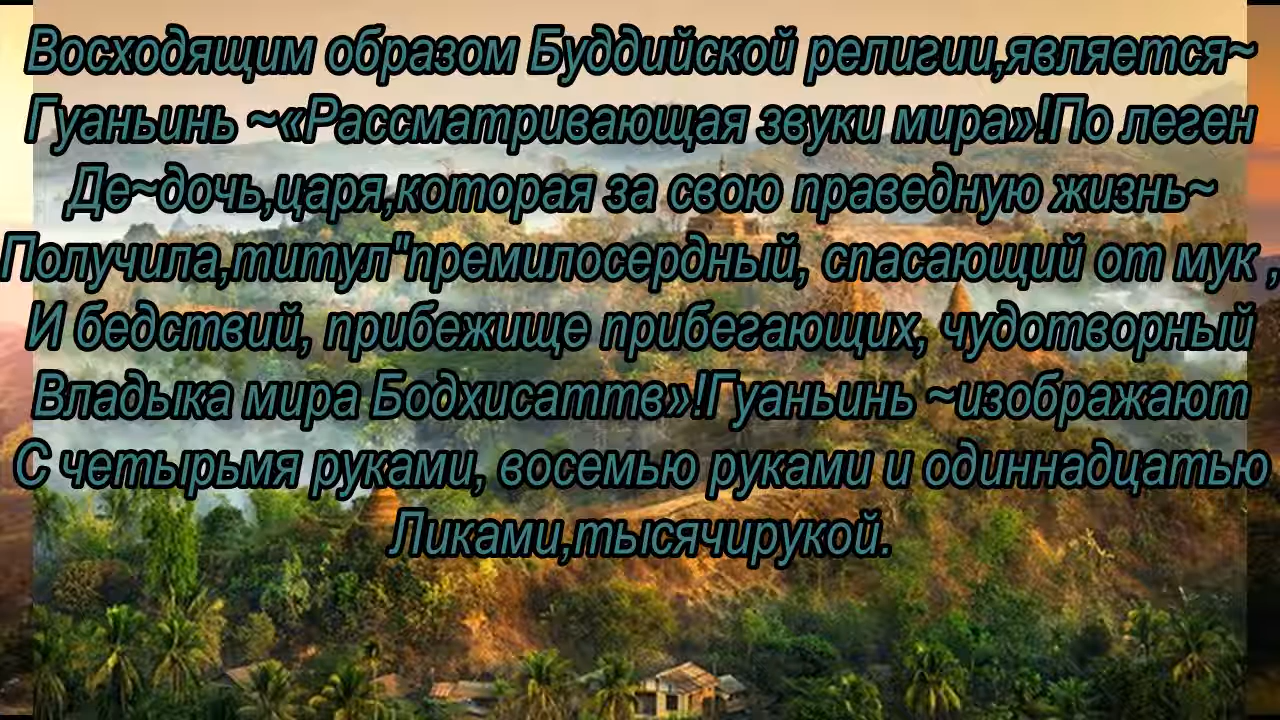 Восходящим образом Буддийской религии,является~
Гуаньинь ~«Рассматривающая звуки мира»!По леген
Де~дочь,царя,которая за свою праведную жизнь~
Получила,титул"премилосердный, спасающий от мук ,
И бедствий, прибежище прибегающих, чудотворный
Владыка мира Бодхисаттв»!Гуаньинь ~изображают
С четырьмя руками, восемью руками и одиннадцатью
Ликами,тысячирукой.